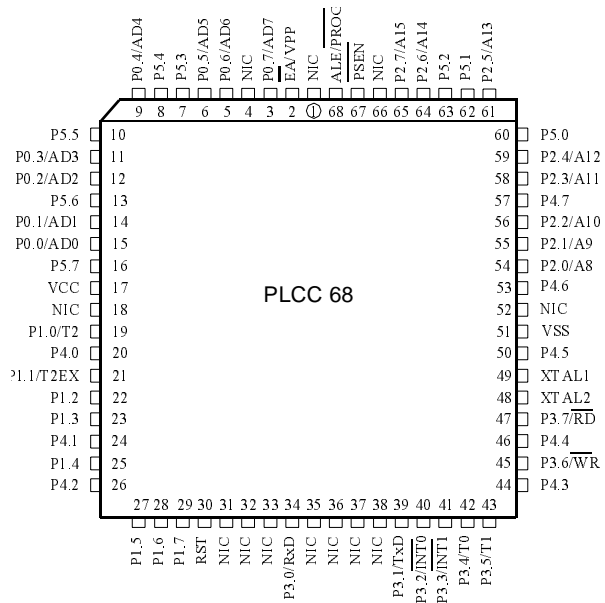 P0.4/AD4
P5.4
P5.3
P0.5/AD5
P0.6/AD6
NIC
P0.7/AD7
EA/VPP
NIC
ALE/PROG
PSEN
NIC
P2.7/A15
P2.6/A14
P5.2
P5.1
P2.5/A13
9 8 7 6 5 4 3 2 1 68 67 66 65 64 63 62 61
P5.5 10 60 P5.0
P0.3/AD3 11 59 P2.4/A12
P0.2/AD2 12 58 P2.3/A11
P5.6 13 57 P4.7
P0.1/AD1 14 56 P2.2/A10
P0.0/AD0 15 55 P2.1/A9
P5.7 16 54 P2.0/A8
VCC 17 53 P4.6
PLCC 68
NIC 18 52 NIC
P1.0/T2 19 51 VSS
P4.0 20 50 P4.5
P1.1/T2EX 21 49 XTAL1
P1.2 22 48 XTAL2
P1.3 23 47 P3.7/RD
P4.1 24 46 P4.4
P1.4 25 45 P3.6/WR
P4.2 26 44 P4.3
27 28 29 30 31 32 33 34 35 36 37 38 39 40 41 42 43
P1.5
P1.6
P1.7
RST
NIC
NIC
NIC
P3.0/RxD
NIC
NIC
NIC
NIC
P3.1/TxD
P3.2/INT0
P3.3/INT1
P3.4/T0
P3.5/T1